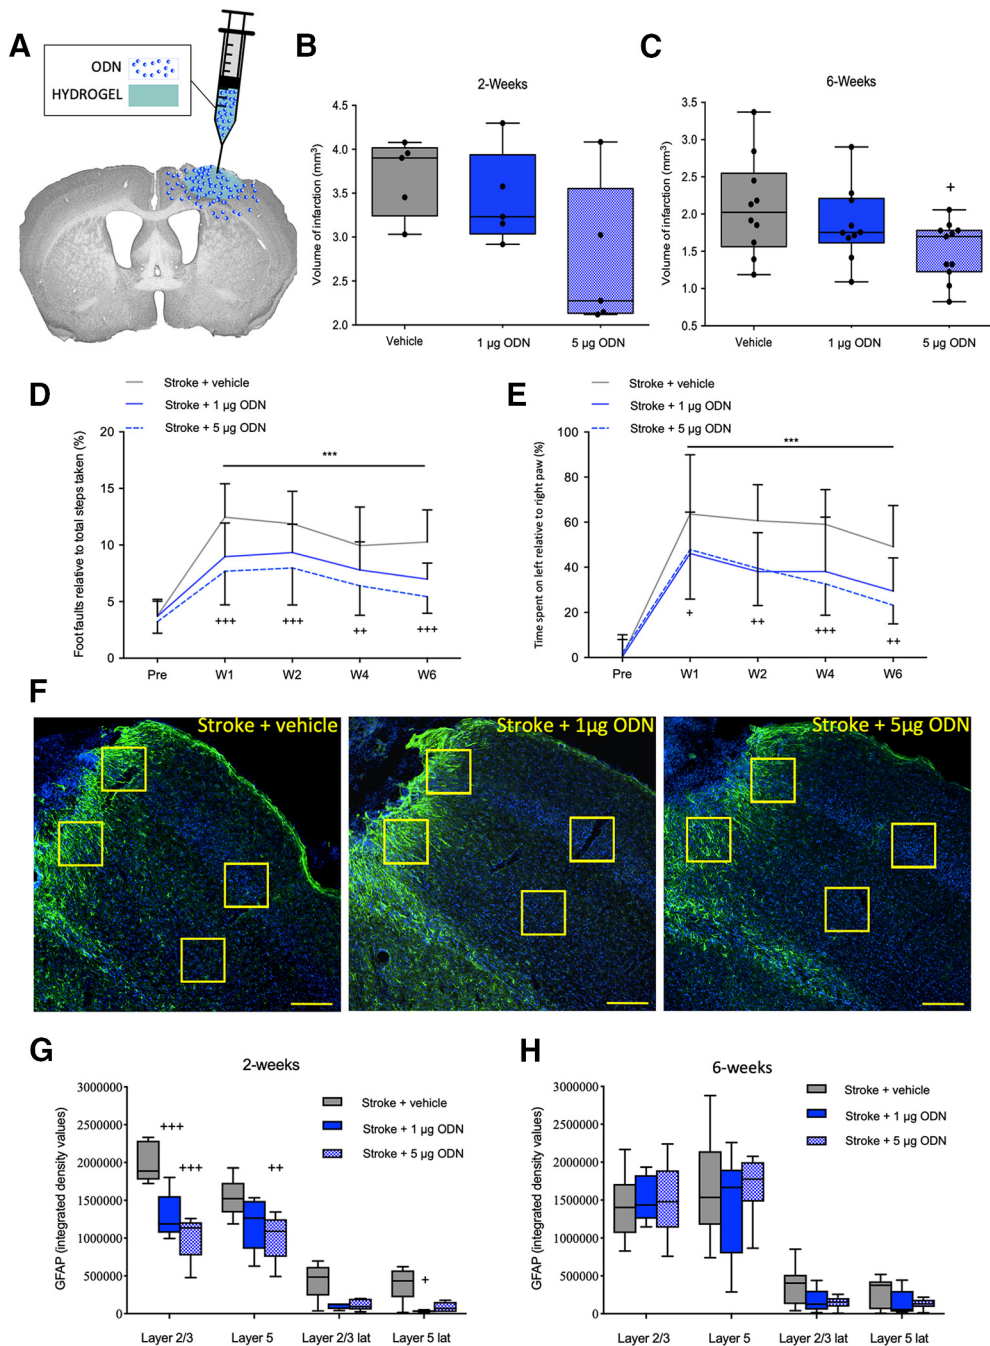 A
ODN
HYDROGEL
B
2-Weeks
Volume of infarction (mm³)
4.5
4.0
3.5
3.0
2.5
2.0
Vehicle
1 µg ODN
5 µg ODN
C
6-Weeks
Volume of infarction (mm³)
3.5
3.0
2.5
2.0
1.5
1.0
0.5
+
Vehicle
1 µg ODN
5 µg ODN
D
Stroke + vehicle
Stroke + 1 µg ODN
Stroke + 5 µg ODN
Foot faults relative to total steps taken (%)
20
15
10
5
0
***
+++
+++
++
+++
Pre
W1
W2
W4
W6
E
Stroke + vehicle
Stroke + 1 µg ODN
Stroke + 5 µg ODN
Time spent on left relative to right paw (%)
100
80
60
40
20
0
***
+
++
+++
++
Pre
W1
W2
W4
W6
F
Stroke + vehicle
Stroke + 1µg ODN
Stroke + 5µg ODN
G
2-weeks
GFAP (integrated density values)
3000000
2500000
2000000
1500000
1000000
500000
0
Stroke + vehicle
Stroke + 1 µg ODN
Stroke + 5 µg ODN
+++
+++
++
+
Layer 2/3
Layer 5
Layer 2/3 lat
Layer 5 lat
H
6-weeks
GFAP (integrated density values)
3000000
2500000
2000000
1500000
1000000
500000
0
Stroke + vehicle
Stroke + 1 µg ODN
Stroke + 5 µg ODN
Layer 2/3
Layer 5
Layer 2/3 lat
Layer 5 lat